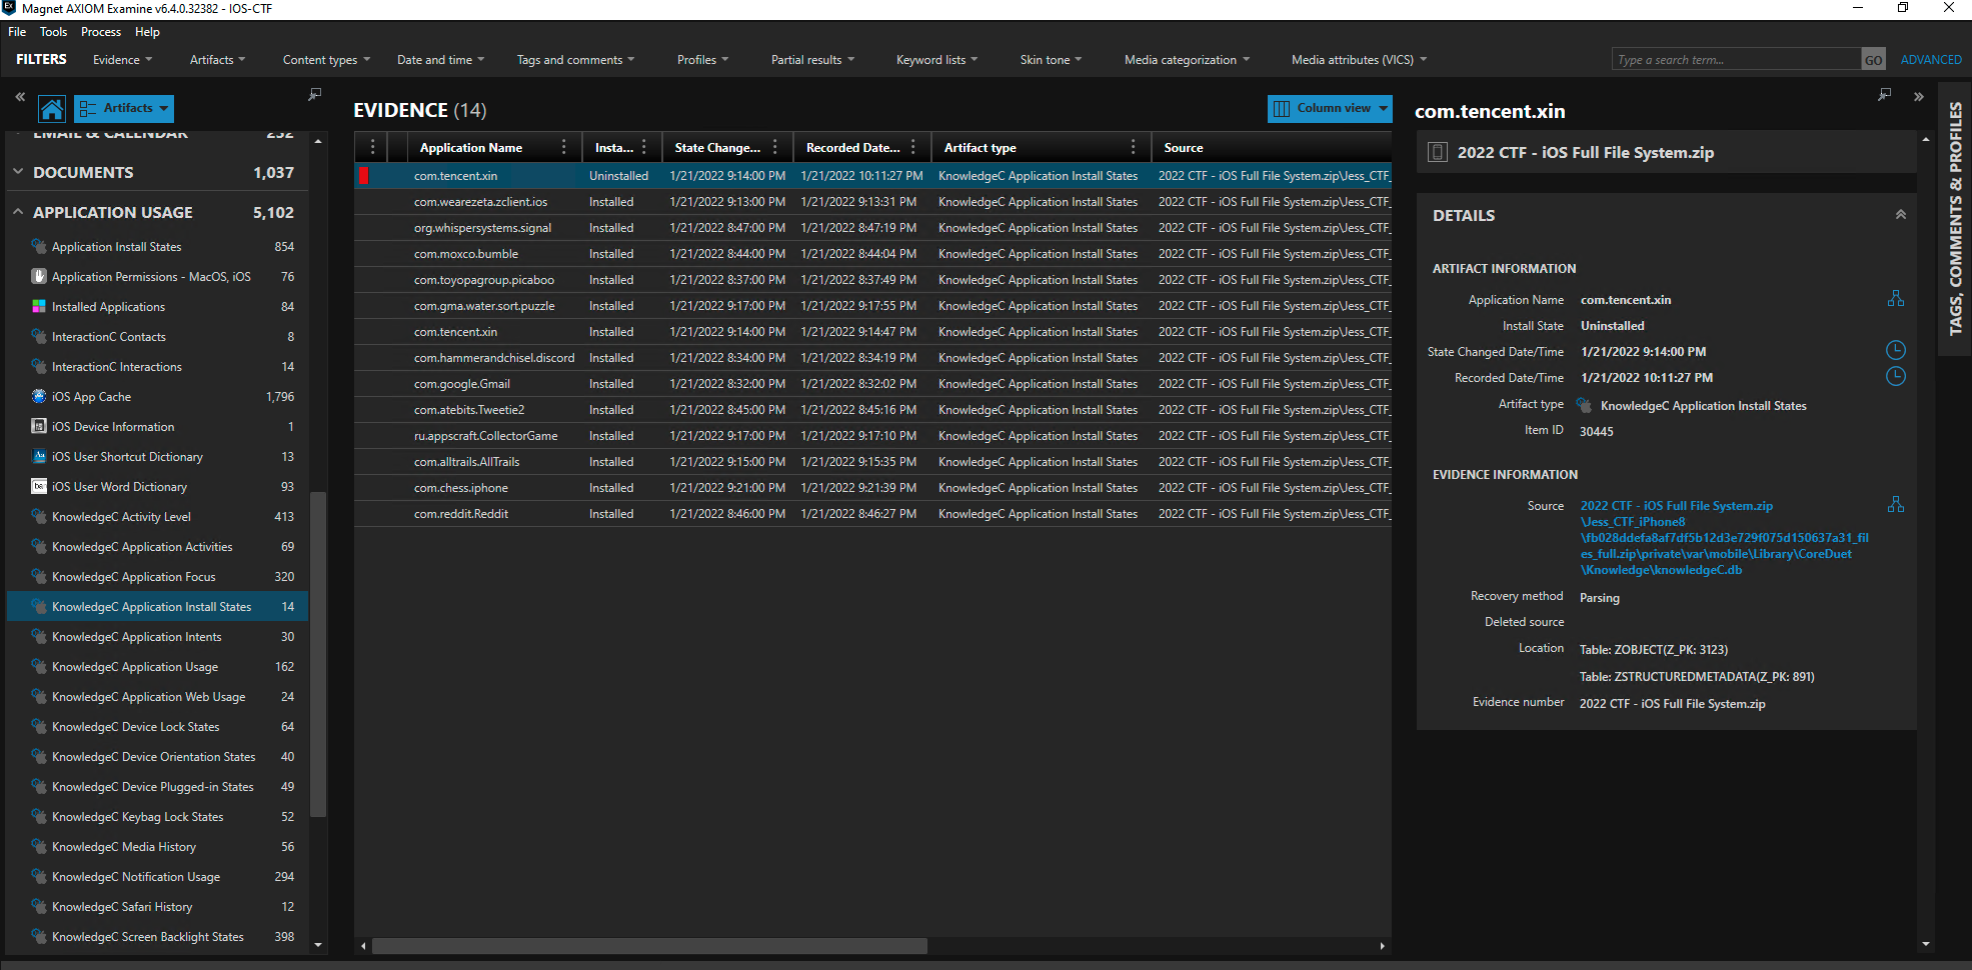 Magnet AXIOM Examine v6.4.0.32382 - IOS-CTF
File Tools Process Help
FILTERS Evidence Artifacts Content types Date and time Tags and comments Profiles Partial results Keyword lists Skin tone Media categorization Media attributes (VICS) Type a search term... GO ADVANCED
Artifacts
EMAIL & CALENDAR 232
DOCUMENTS 1,037
APPLICATION USAGE 5,102
Application Install States 854
Application Permissions - MacOS, iOS 76
Installed Applications 84
InteractionC Contacts 8
InteractionC Interactions 14
iOS App Cache 1,796
iOS Device Information 1
iOS User Shortcut Dictionary 13
iOS User Word Dictionary 93
KnowledgeC Activity Level 413
KnowledgeC Application Activities 69
KnowledgeC Application Focus 320
KnowledgeC Application Install States 14
KnowledgeC Application Intents 30
KnowledgeC Application Usage 162
KnowledgeC Application Web Usage 24
KnowledgeC Device Lock States 64
KnowledgeC Device Orientation States 40
KnowledgeC Device Plugged-in States 49
KnowledgeC Keybag Lock States 52
KnowledgeC Media History 56
KnowledgeC Notification Usage 294
KnowledgeC Safari History 12
KnowledgeC Screen Backlight States 398
EVIDENCE (14)
Column view
Application Name Insta... State Change... Recorded Date... Artifact type Source
com.tencent.xin Uninstalled 1/21/2022 9:14:00 PM 1/21/2022 10:11:27 PM KnowledgeC Application Install States 2022 CTF - iOS Full File System.zip\Jess_CTF_
com.wearezeta.zclient.ios Installed 1/21/2022 9:13:00 PM 1/21/2022 9:13:31 PM KnowledgeC Application Install States 2022 CTF - iOS Full File System.zip\Jess_CTF_
org.whispersystems.signal Installed 1/21/2022 8:47:00 PM 1/21/2022 8:47:19 PM KnowledgeC Application Install States 2022 CTF - iOS Full File System.zip\Jess_CTF_
com.moxco.bumble Installed 1/21/2022 8:44:00 PM 1/21/2022 8:44:04 PM KnowledgeC Application Install States 2022 CTF - iOS Full File System.zip\Jess_CTF_
com.toyopagroup.picaboo Installed 1/21/2022 8:37:00 PM 1/21/2022 8:37:49 PM KnowledgeC Application Install States 2022 CTF - iOS Full File System.zip\Jess_CTF_
com.gma.water.sort.puzzle Installed 1/21/2022 9:17:00 PM 1/21/2022 9:17:55 PM KnowledgeC Application Install States 2022 CTF - iOS Full File System.zip\Jess_CTF_
com.tencent.xin Installed 1/21/2022 9:14:00 PM 1/21/2022 9:14:47 PM KnowledgeC Application Install States 2022 CTF - iOS Full File System.zip\Jess_CTF_
com.hammerandchisel.discord Installed 1/21/2022 8:34:00 PM 1/21/2022 8:34:19 PM KnowledgeC Application Install States 2022 CTF - iOS Full File System.zip\Jess_CTF_
com.google.Gmail Installed 1/21/2022 8:32:00 PM 1/21/2022 8:32:02 PM KnowledgeC Application Install States 2022 CTF - iOS Full File System.zip\Jess_CTF_
com.atebits.Tweetie2 Installed 1/21/2022 8:45:00 PM 1/21/2022 8:45:16 PM KnowledgeC Application Install States 2022 CTF - iOS Full File System.zip\Jess_CTF_
ru.appscraft.CollectorGame Installed 1/21/2022 9:17:00 PM 1/21/2022 9:17:10 PM KnowledgeC Application Install States 2022 CTF - iOS Full File System.zip\Jess_CTF_
com.alltrails.AllTrails Installed 1/21/2022 9:15:00 PM 1/21/2022 9:15:35 PM KnowledgeC Application Install States 2022 CTF - iOS Full File System.zip\Jess_CTF_
com.chess.iphone Installed 1/21/2022 9:21:00 PM 1/21/2022 9:21:39 PM KnowledgeC Application Install States 2022 CTF - iOS Full File System.zip\Jess_CTF_
com.reddit.Reddit Installed 1/21/2022 8:46:00 PM 1/21/2022 8:46:27 PM KnowledgeC Application Install States 2022 CTF - iOS Full File System.zip\Jess_CTF_
com.tencent.xin
2022 CTF - iOS Full File System.zip
DETAILS
ARTIFACT INFORMATION
Application Name com.tencent.xin
Install State Uninstalled
State Changed Date/Time 1/21/2022 9:14:00 PM
Recorded Date/Time 1/21/2022 10:11:27 PM
Artifact type KnowledgeC Application Install States
Item ID 30445
EVIDENCE INFORMATION
Source 2022 CTF - iOS Full File System.zip
\Jess_CTF_iPhone8
\fb028ddefa8af7df5b12d3e729f075d150637a31_fil
es_full.zip\private\var\mobile\Library\CoreDuet
\Knowledge\knowledgeC.db
Recovery method Parsing
Deleted source
Location Table: ZOBJECT(Z_PK: 3123)
Table: ZSTRUCTUREDMETADATA(Z_PK: 891)
Evidence number 2022 CTF - iOS Full File System.zip
TAGS, COMMENTS & PROFILES